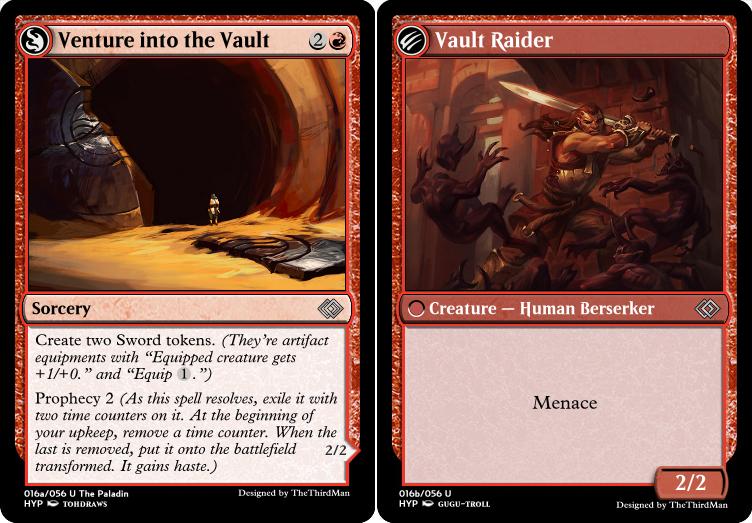 Venture into the Vault 2
Sorcery
Create two Sword tokens. (They're artifact
equipments with “Equipped creature gets
+1/+0.” and “Equip 1.”)
Prophecy 2 (As this spell resolves, exile it with
two time counters on it. At the beginning of
your upkeep, remove a time counter. When the
last is removed, put it onto the battlefield
transformed. It gains haste.)
2/2
016a/056 U The Paladin
HYP TOHDRAWS
Designed by TheThirdMan
Vault Raider
Creature — Human Berserker
Menace
2/2
016b/056 U
HYP GUGU-TROLL
Designed by TheThirdMan